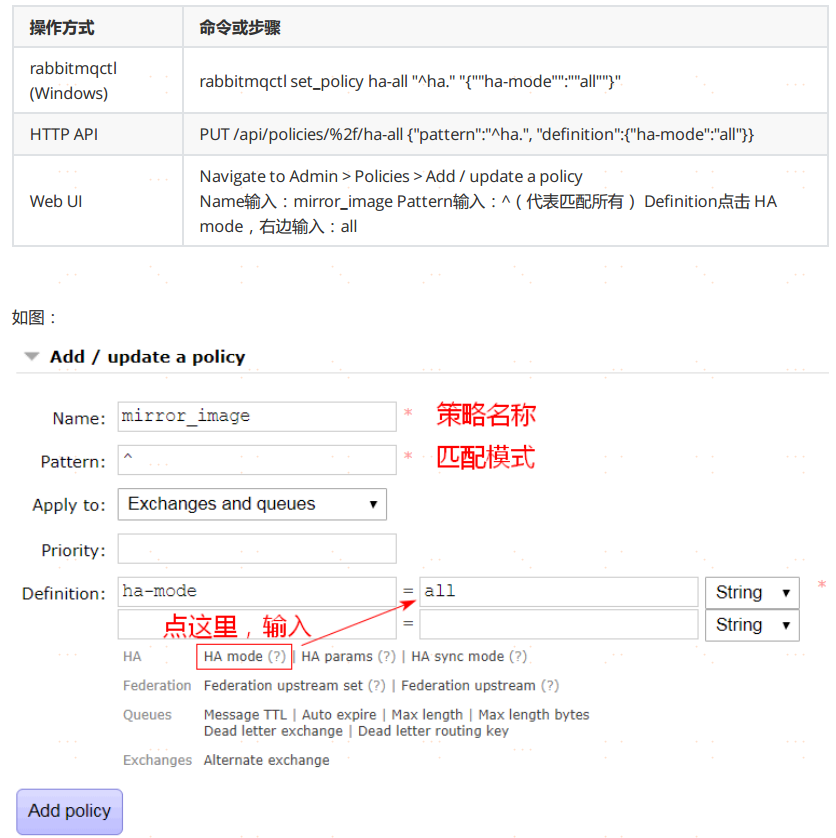 操作方式 命令或步骤
rabbitmqctl
(Windows)
rabbitmqctl set_policy ha-all "^ha." "{""ha-mode"":""all""}"
HTTP API PUT /api/policies/%2f/ha-all {"pattern":"^ha.", "definition":{"ha-mode":"all"}}
Web UI
Navigate to Admin > Policies > Add / update a policy
Name输入：mirror_image Pattern输入：^（代表匹配所有） Definition点击 HA
mode，右边输入：all
如图：
Add / update a policy
Name: mirror_image * 策略名称
Pattern: ^ * 匹配模式
Apply to: Exchanges and queues
Priority:
Definition: ha-mode = all String *
点这里，输入 = String
HA HA mode (?) | HA params (?) | HA sync mode (?)
Federation Federation upstream set (?) | Federation upstream (?)
Queues Message TTL | Auto expire | Max length | Max length bytes
Dead letter exchange | Dead letter routing key
Exchanges Alternate exchange
Add policy